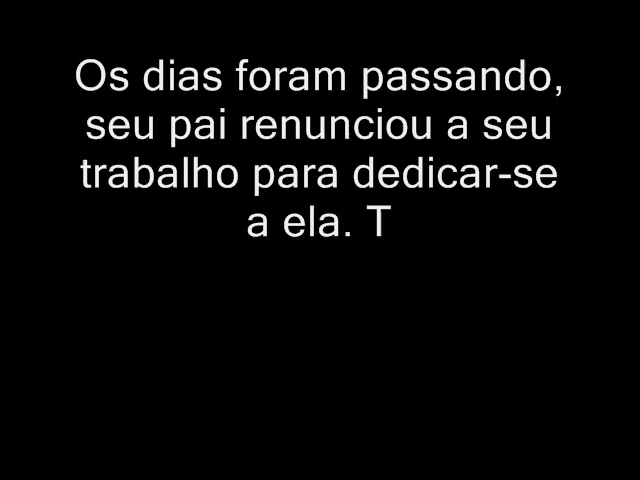 Os dias foram passando,
seu pai renunciou a seu
trabalho para dedicar-se
a ela. T